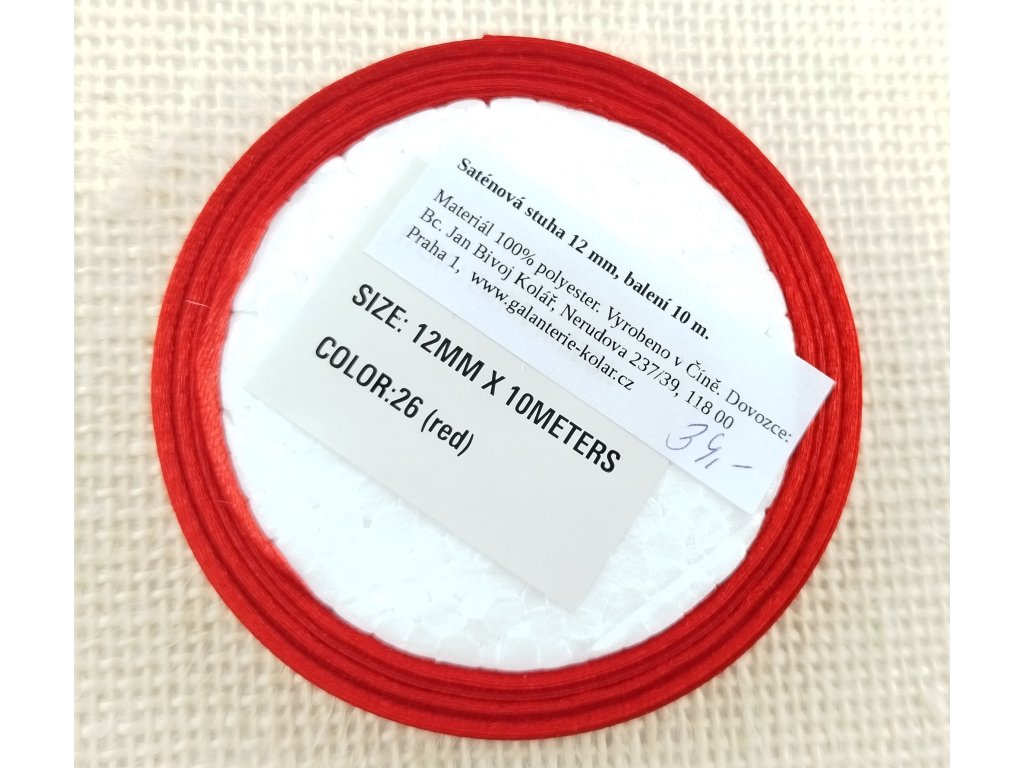 Saténová stuha 12 mm, balení 10 m.
Materiál 100% polyester. Vyrobeno v Číně. Dovozce:
Bc. Jan Bivoj Kolář, Nerudova 237/39, 118 00
Praha 1, www.galanterie-kolar.cz
39,-
SIZE: 12MM X 10METERS
COLOR:26 (red)